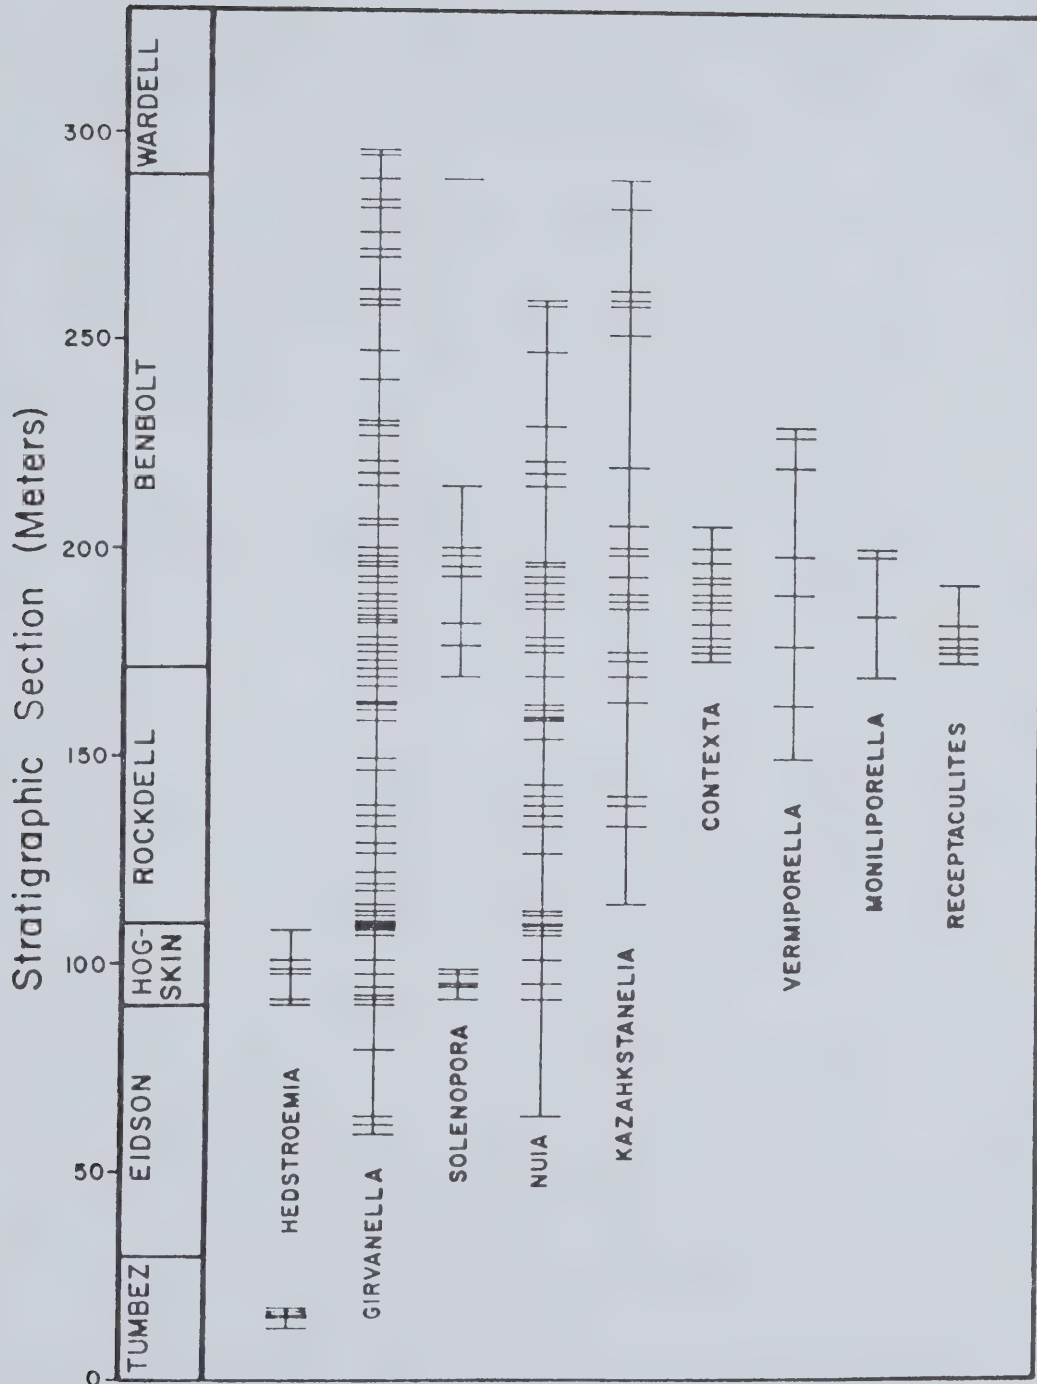 Stratigraphic Section (Meters)
300
250
200
150
100
50
0
WARDELL
BENBOLT
ROCKDELL
HOG-
SKIN
EIDSON
TUMBEZ
HEDSTROEMIA
GIRVANELLA
SOLENOPORA
NUIA
KAZAHKSTANELIA
CONTEXTA
VERMIPORELLA
MONILIPORELLA
RECEPTACULITES